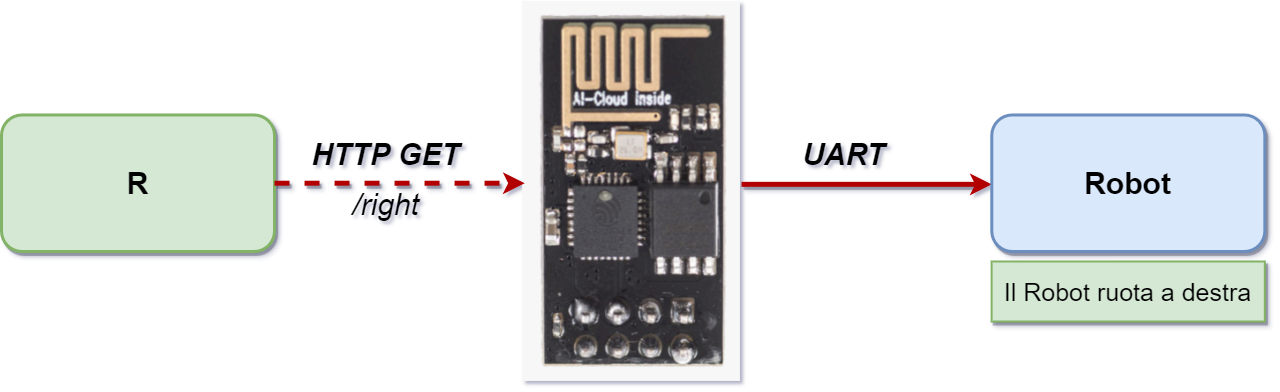 R
HTTP GET
/right
AI-Cloud inside
UART
Robot
Il Robot ruota a destra